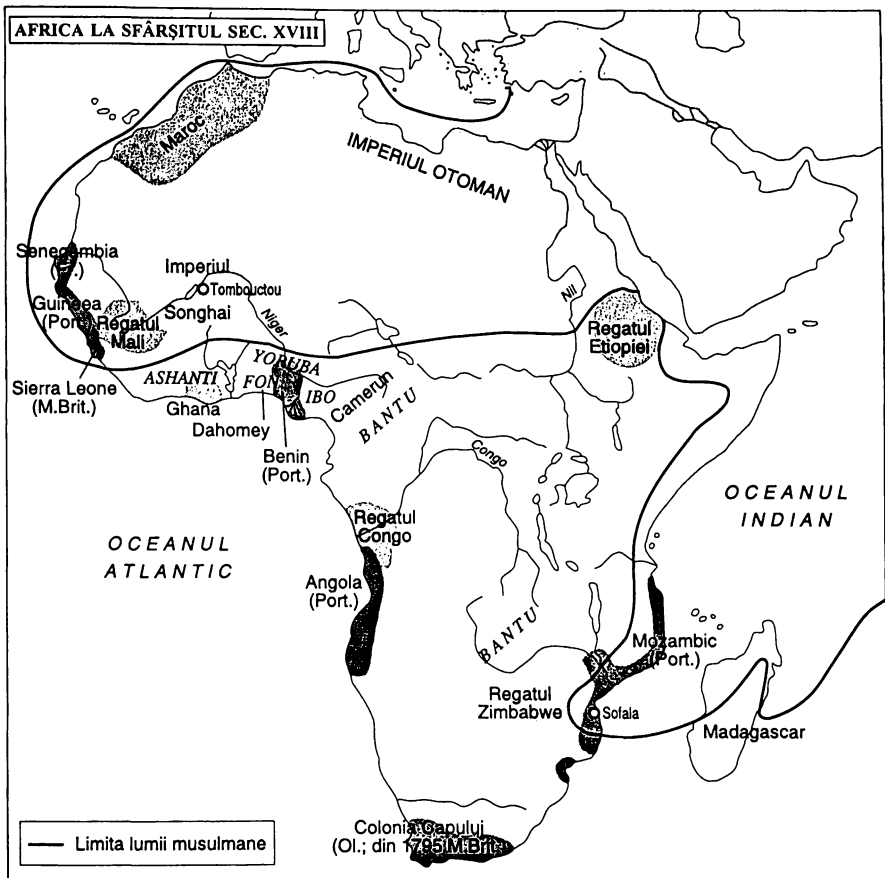 AFRICA LA SFÂRȘITUL SEC. XVIII
Maroc
IMPERIUL OTOMAN
Senegambia
Imperiul
Tombouctou
Songhai
Niger
Nil
Guineea
(Port.)
Regatul
Mali
Regatul
Etiopiei
Sierra Leone
(M.Brit.)
ASHANTI
Ghana
YORUBA
FON
IBO
Dahomey
Benin
(Port.)
Camerun
BANTU
Congo
OCEANUL
INDIAN
OCEANUL
ATLANTIC
Regatul
Congo
Angola
(Port.)
BANTU
Mozambic
(Port.)
Regatul
Zimbabwe
Sofala
Madagascar
Colonia Capului
(Ol.; din 1795 M.Brit.)
Limita lumii musulmane